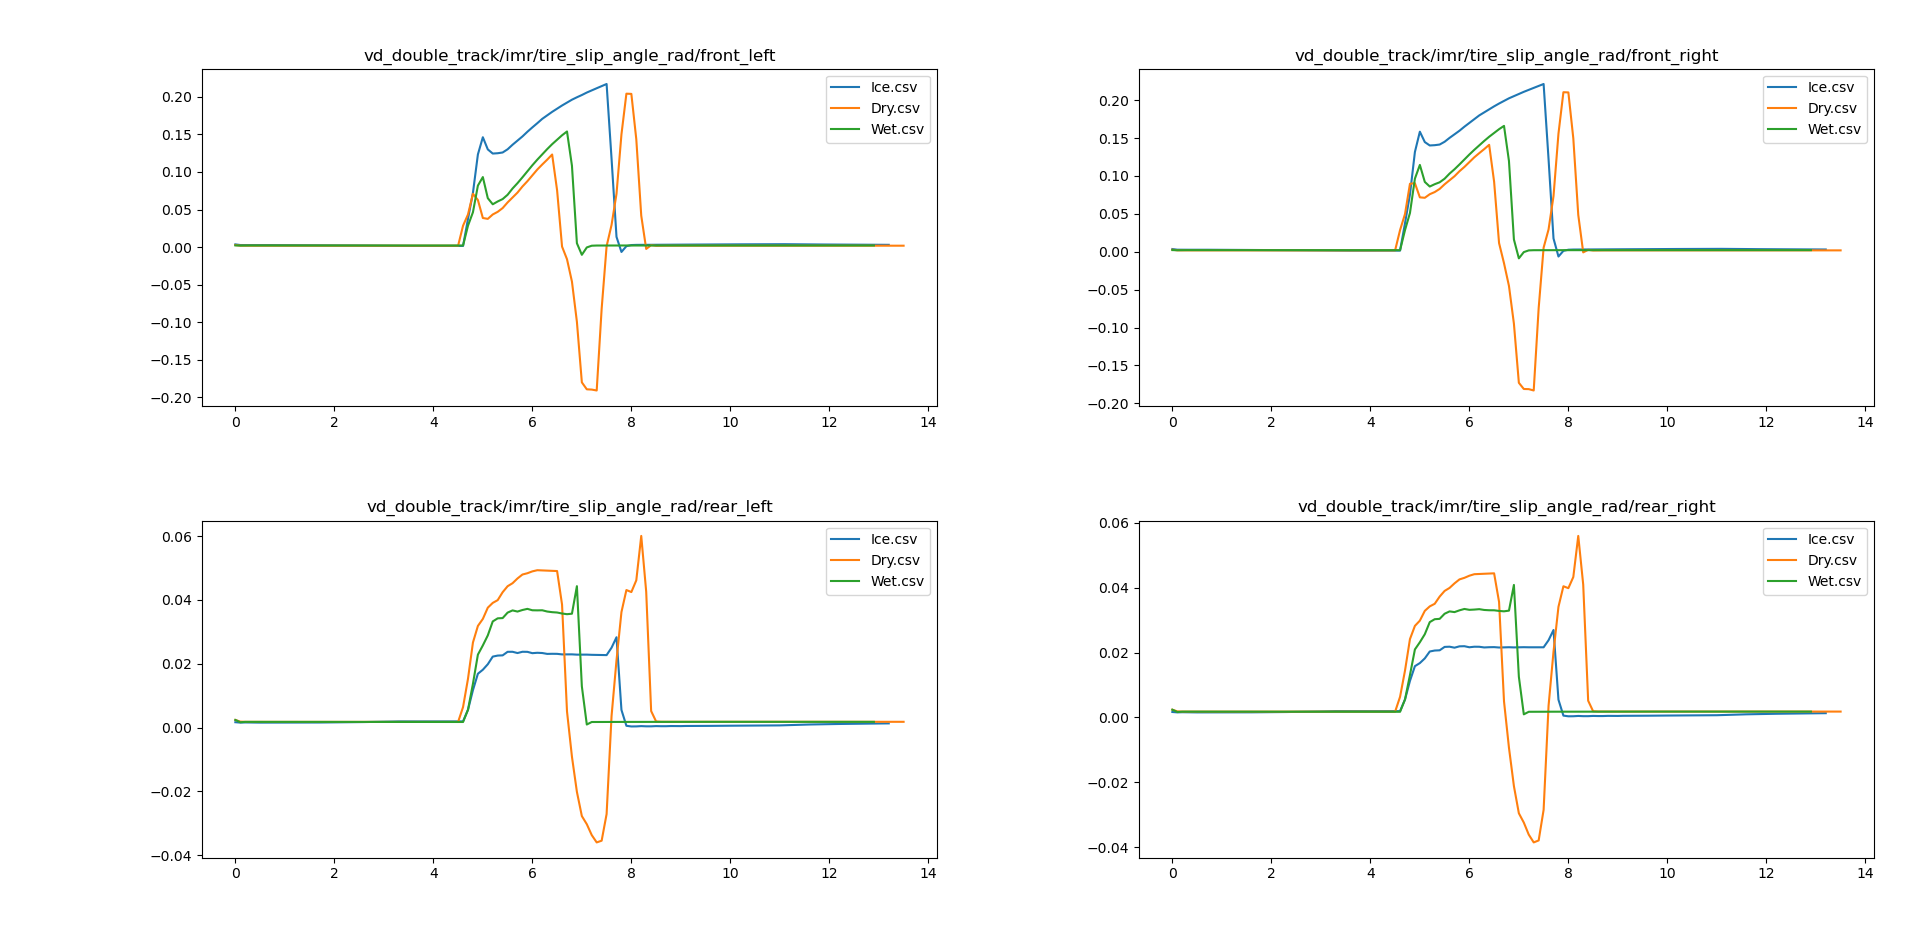 vd_double_track/imr/tire_slip_angle_rad/front_left
Ice.csv
Dry.csv
Wet.csv
0.20
0.15
0.10
0.05
0.00
−0.05
−0.10
−0.15
−0.20
0 2 4 6 8 10 12 14
vd_double_track/imr/tire_slip_angle_rad/front_right
Ice.csv
Dry.csv
Wet.csv
0.20
0.15
0.10
0.05
0.00
−0.05
−0.10
−0.15
−0.20
0 2 4 6 8 10 12 14
vd_double_track/imr/tire_slip_angle_rad/rear_left
Ice.csv
Dry.csv
Wet.csv
0.06
0.04
0.02
0.00
−0.02
−0.04
0 2 4 6 8 10 12 14
vd_double_track/imr/tire_slip_angle_rad/rear_right
Ice.csv
Dry.csv
Wet.csv
0.06
0.04
0.02
0.00
−0.02
−0.04
0 2 4 6 8 10 12 14